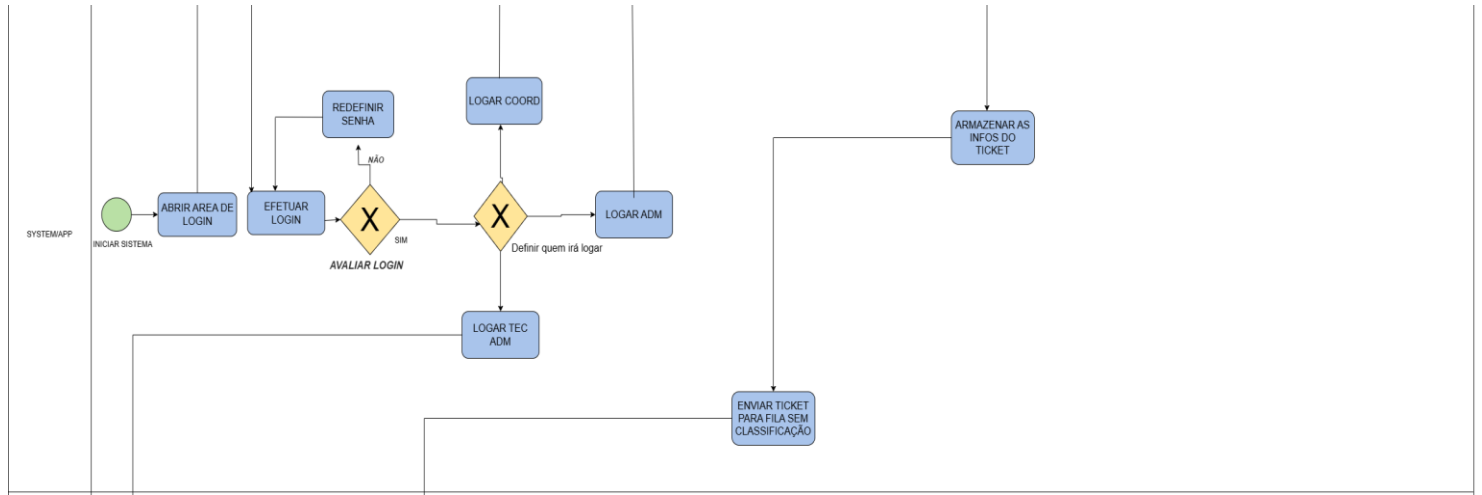 SYSTEM/APP
INICIAR SISTEMA
ABRIR AREA DE
LOGIN
EFETUAR
LOGIN
REDEFINIR
SENHA
NÃO
X
SIM
AVALIAR LOGIN
LOGAR COORD
X
Definir quem irá logar
LOGAR ADM
LOGAR TEC
ADM
ARMAZENAR AS
INFOS DO
TICKET
ENVIAR TICKET
PARA FILA SEM
CLASSIFICAÇÃO